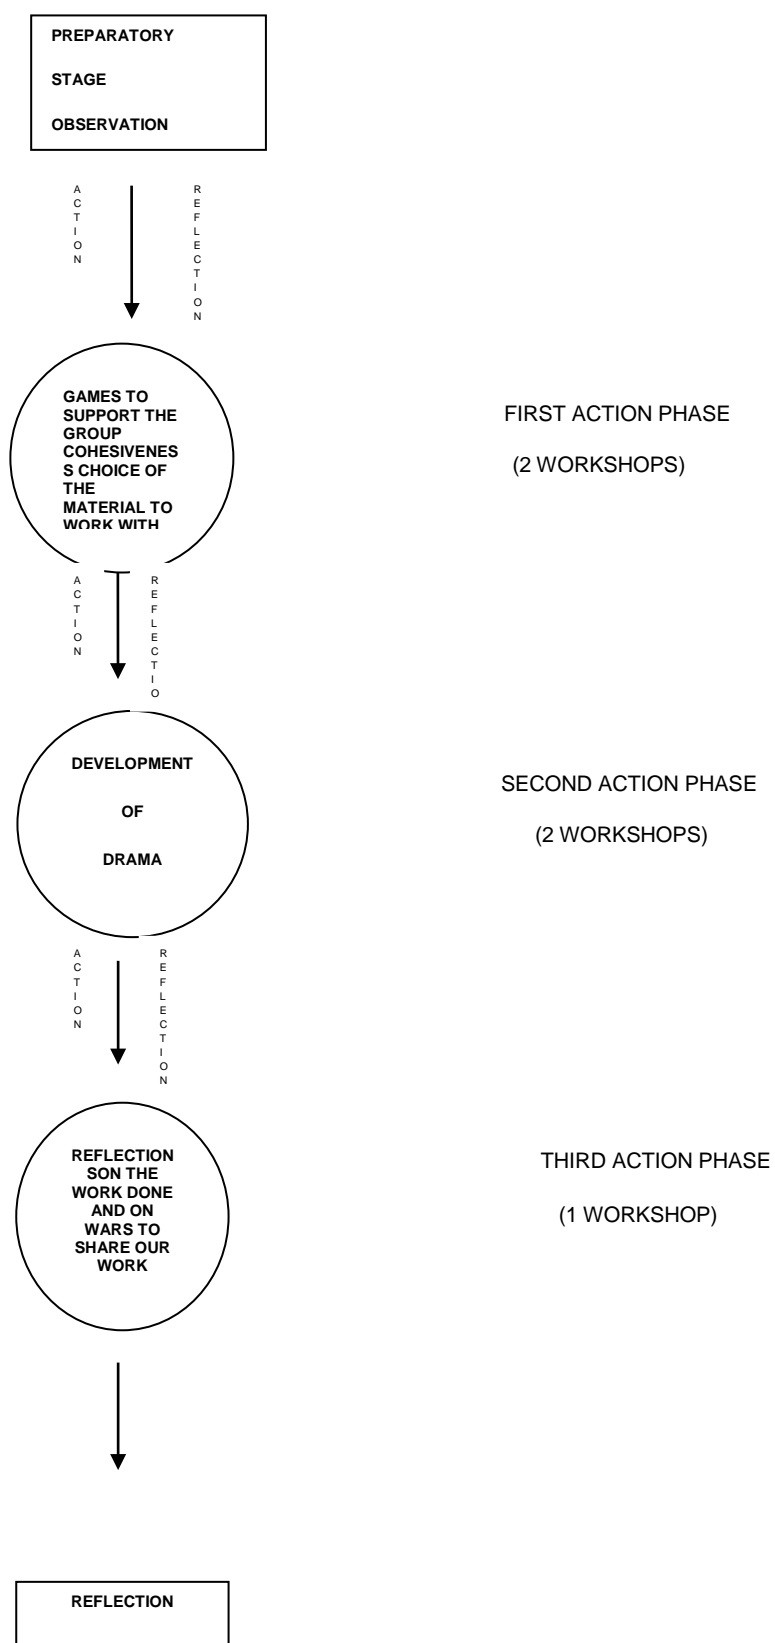 PREPARATORY
STAGE
OBSERVATION
ACTION
REFLECTION
GAMES TO
SUPPORT THE
GROUP
COHESIVENES
S CHOICE OF
THE
MATERIAL TO
WORK WITH
FIRST ACTION PHASE
(2 WORKSHOPS)
ACTION
REFLECTIO
DEVELOPMENT
OF
DRAMA
SECOND ACTION PHASE
(2 WORKSHOPS)
ACTION
REFLECTION
REFLECTION
SON THE
WORK DONE
AND ON
WARS TO
SHARE OUR
WORK
THIRD ACTION PHASE
(1 WORKSHOP)
REFLECTION